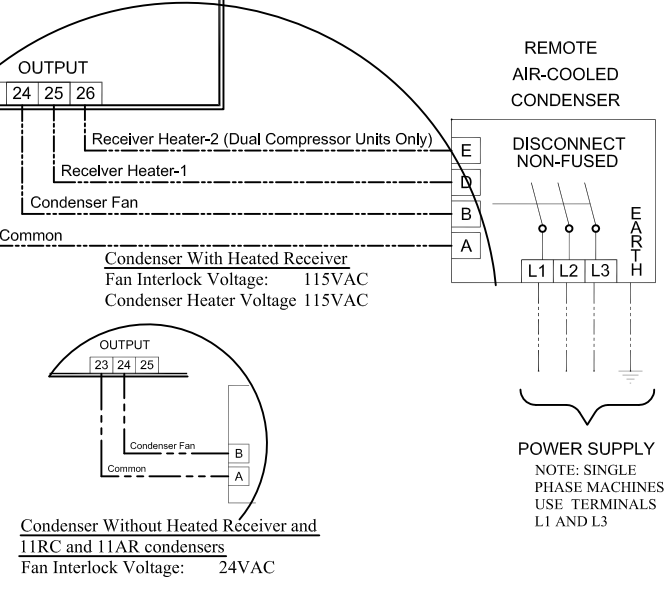 OUTPUT
24 25 26
Receiver Heater-2 (Dual Compressor Units Only)
Receiver Heater-1
Condenser Fan
Common
E
D
B
A
REMOTE
AIR-COOLED
CONDENSER
DISCONNECT
NON-FUSED
EARTH
L1 L2 L3
Condenser With Heated Receiver
Fan Interlock Voltage: 115VAC
Condenser Heater Voltage 115VAC
OUTPUT
23 24 25
Condenser Fan
Common
B
A
Condenser Without Heated Receiver and
11RC and 11AR condensers
Fan Interlock Voltage: 24VAC
POWER SUPPLY
NOTE: SINGLE
PHASE MACHINES
USE TERMINALS
L1 AND L3